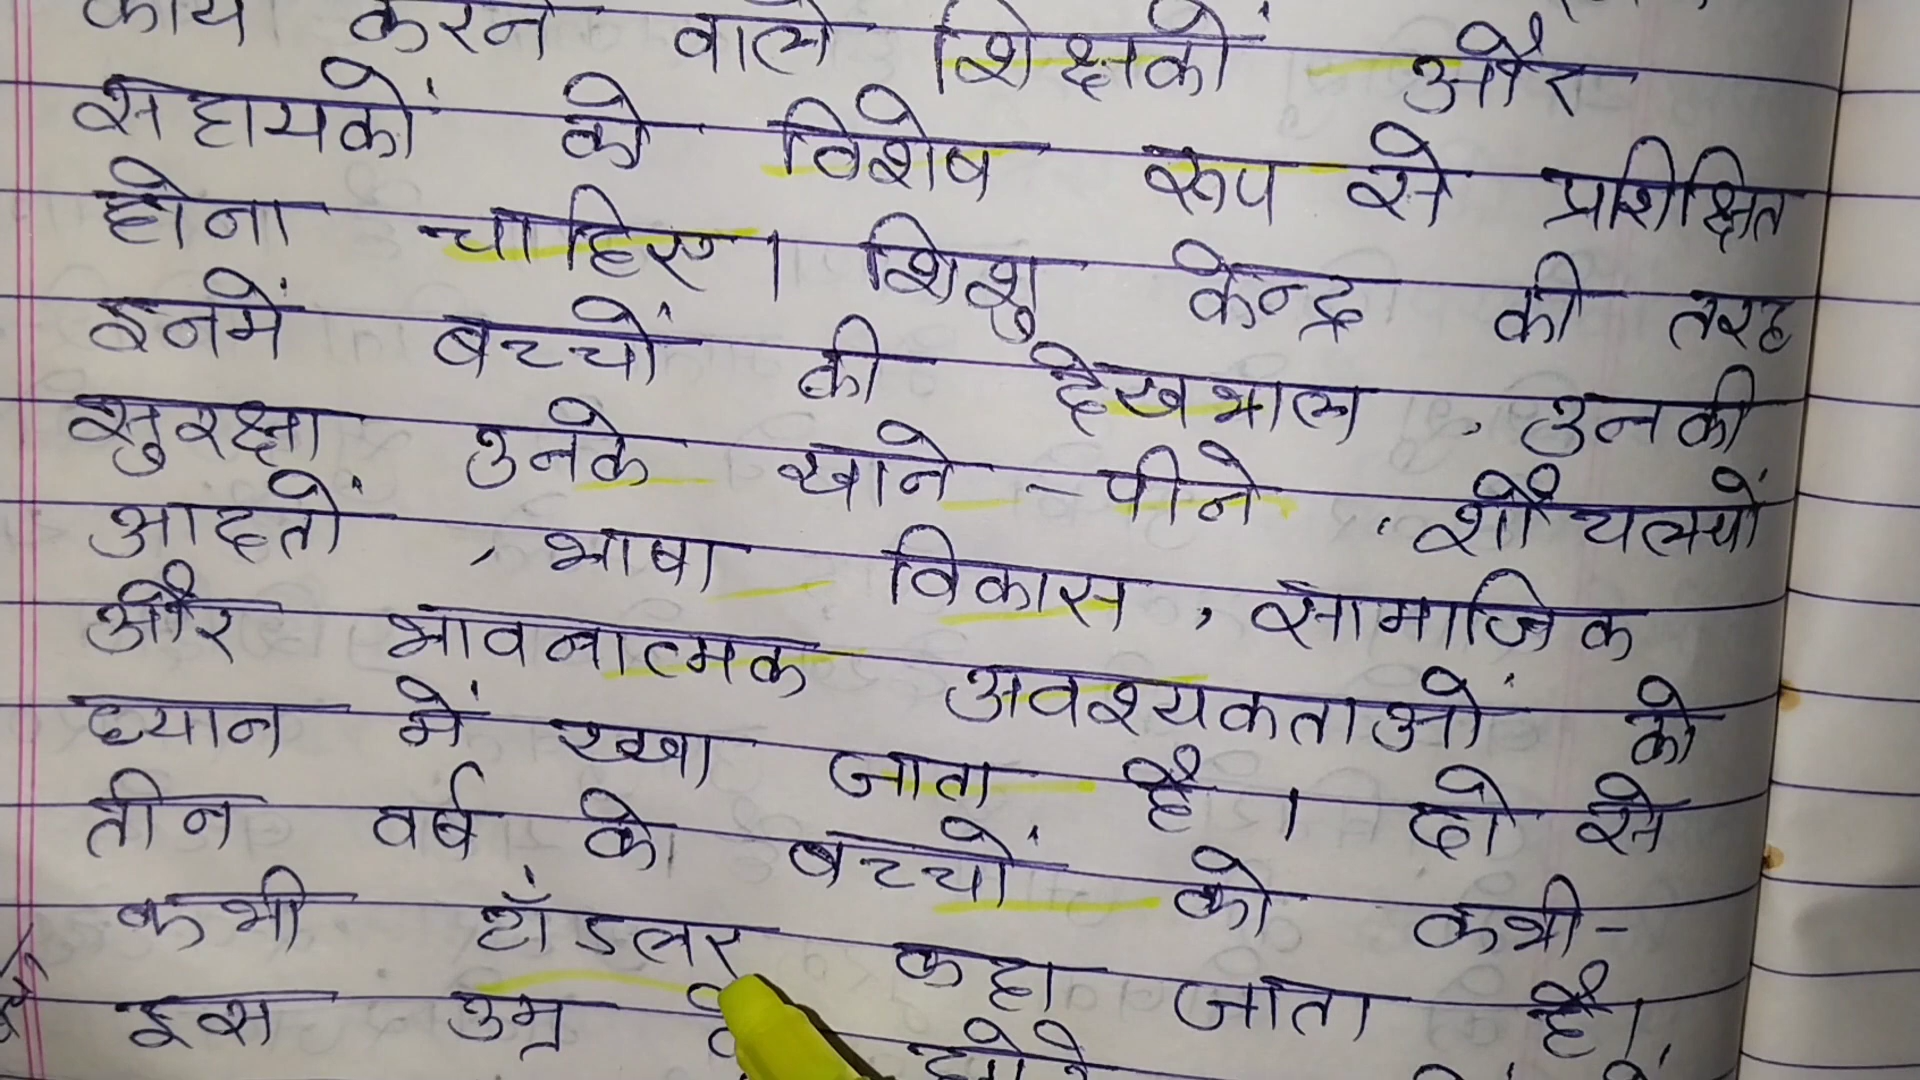 कार्य करने वाले शिक्षकों और
सहायकों को विशेष रूप से प्रशिक्षित
होना चाहिए। शिशु केन्द्र की तरह
इनमें बच्चों की देखभाल, उनकी
सुरक्षा उनके खाने-पीने, शौचलयों
आदतों, भाषा विकास, सामाजिक
और भावनात्मक अवश्यकताओं को
ध्यान में रखा जाता है। दो से
तीन वर्ष के बच्चों को कभी-
कभी टॉडलर कहा जाता है।
इस उम्र